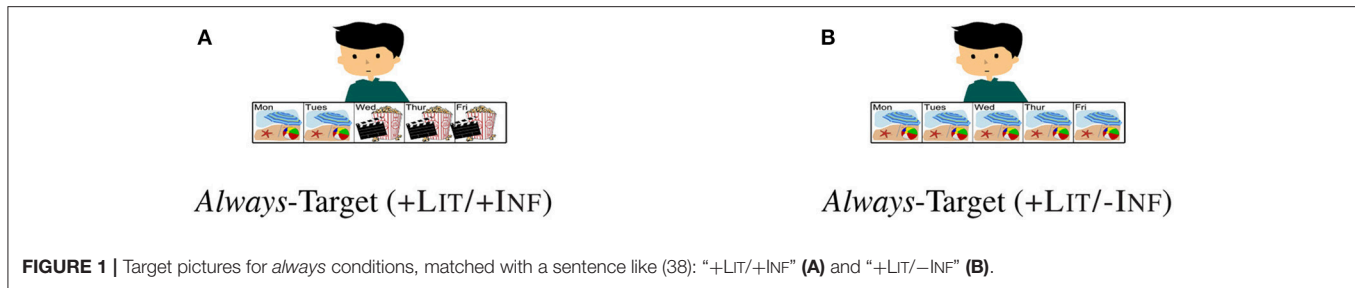 A
B
Mon Tues Wed Thur Fri
Mon Tues Wed Thur Fri
Always-Target (+LIT/+INF)
Always-Target (+LIT/-INF)
FIGURE 1 | Target pictures for always conditions, matched with a sentence like (38): “+LIT/+INF” (A) and “+LIT/−INF” (B).